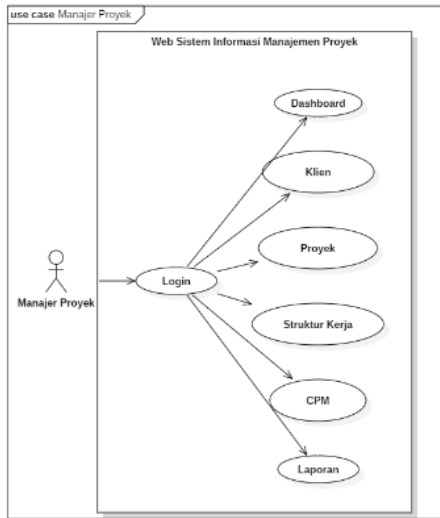 use case Manajer Proyek
Web Sistem Informasi Manajemen Proyek
Dashboard
Klien
Proyek
Manajer Proyek
Login
Struktur Kerja
CPM
Laporan